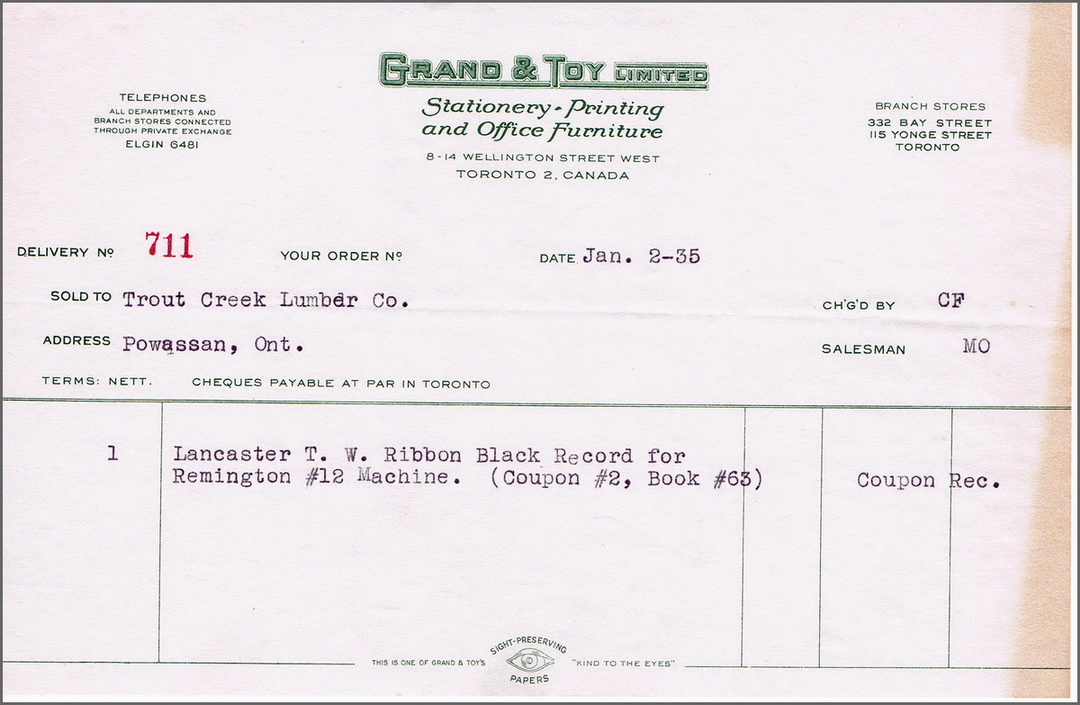 GRAND & TOY LIMITED
Stationery - Printing
and Office Furniture
8-14 WELLINGTON STREET WEST
TORONTO 2, CANADA
TELEPHONES
ALL DEPARTMENTS AND
BRANCH STORES CONNECTED
THROUGH PRIVATE EXCHANGE
ELGIN 6481
BRANCH STORES
332 BAY STREET
115 YONGE STREET
TORONTO
DELIVERY Nº 711 YOUR ORDER Nº DATE Jan. 2-35
SOLD TO Trout Creek Lumbdr Co. CH'G'D BY CF
ADDRESS Powassan, Ont. SALESMAN MO
TERMS: NETT. CHEQUES PAYABLE AT PAR IN TORONTO
1 Lancaster T. W. Ribbon Black Record for
Remington #12 Machine. (Coupon #2, Book #63) Coupon Rec.
THIS IS ONE OF GRAND & TOY'S SIGHT-PRESERVING PAPERS "KIND TO THE EYES"